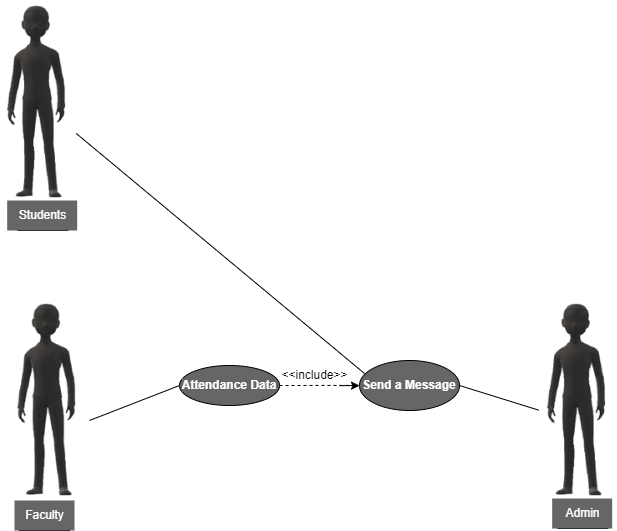 Students
<<include>>
Attendance Data
Send a Message
Faculty
Admin